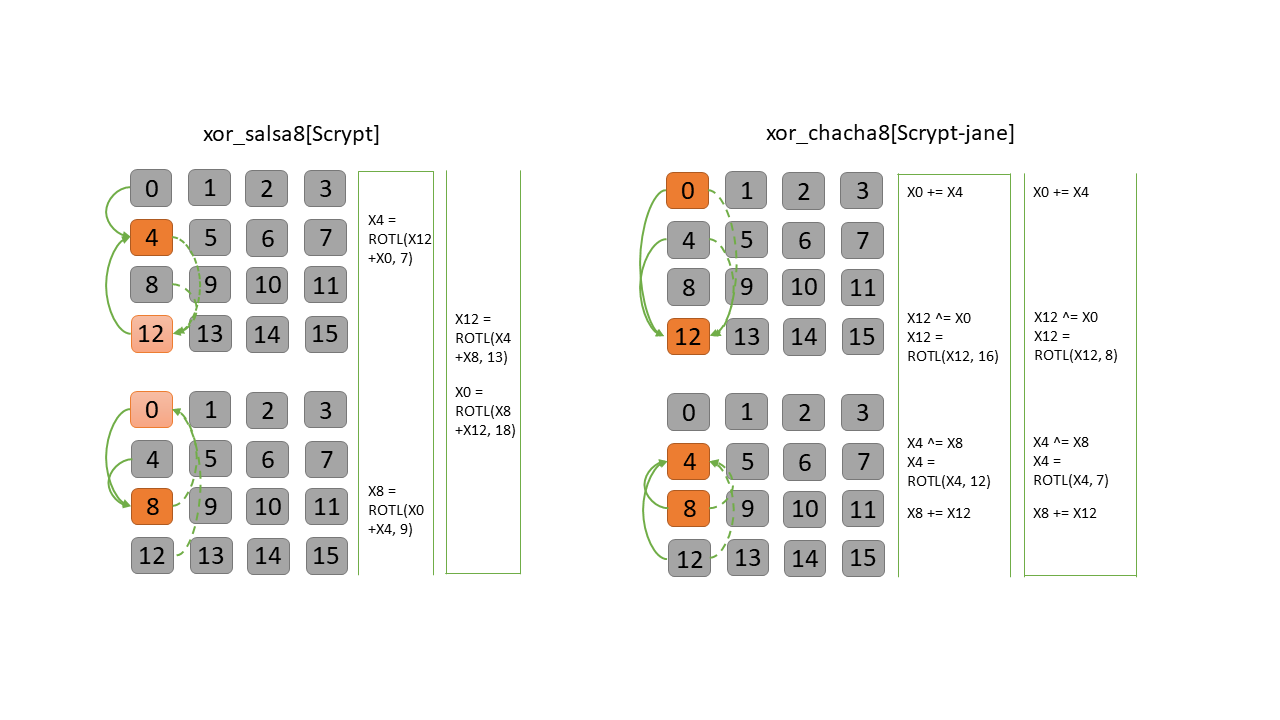 xor_salsa8[Scrypt]
0 1 2 3
4 5 6 7
8 9 10 11
12 13 14 15
0 1 2 3
4 5 6 7
8 9 10 11
12 13 14 15
X4 =
ROTL(X12
+X0, 7)
X8 =
ROTL(X0
+X4, 9)
X12 =
ROTL(X4
+X8, 13)
X0 =
ROTL(X8
+X12, 18)
xor_chacha8[Scrypt-jane]
0 1 2 3
4 5 6 7
8 9 10 11
12 13 14 15
0 1 2 3
4 5 6 7
8 9 10 11
12 13 14 15
X0 += X4
X12 ^= X0
X12 =
ROTL(X12, 16)
X4 ^= X8
X4 =
ROTL(X4, 12)
X8 += X12
X0 += X4
X12 ^= X0
X12 =
ROTL(X12, 8)
X4 ^= X8
X4 =
ROTL(X4, 7)
X8 += X12